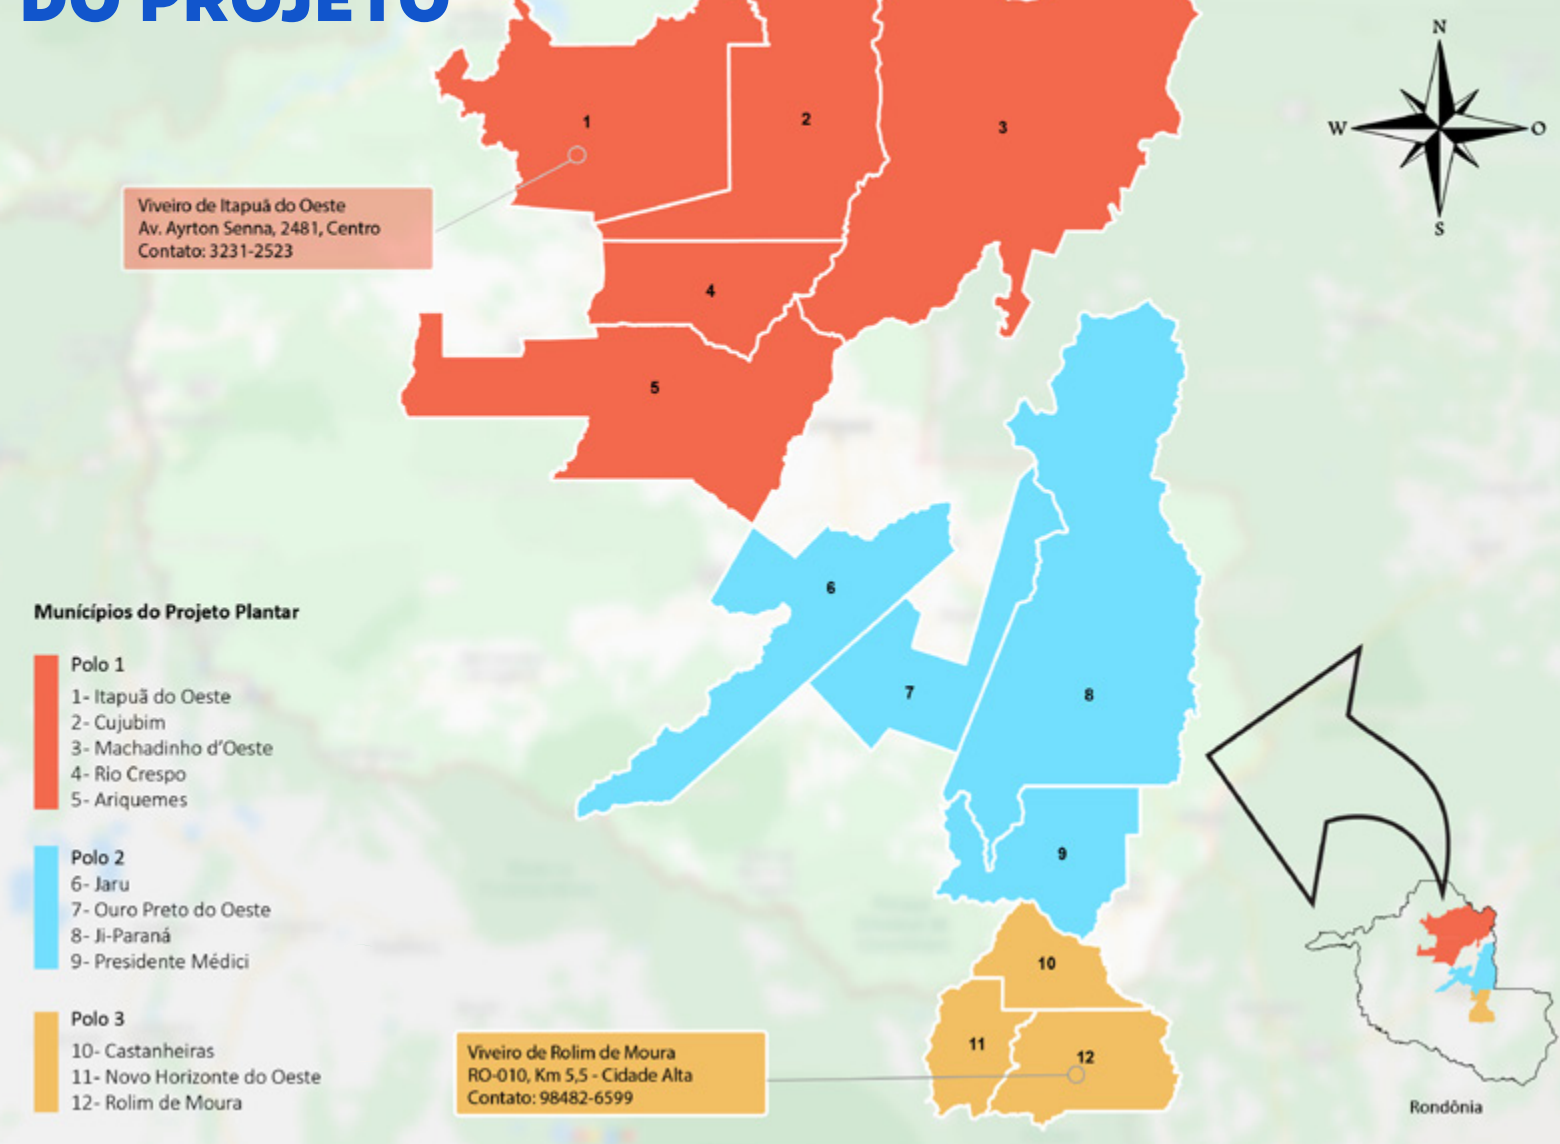 DO PROJETO
N
W
O
S
1
2
3
4
5
6
7
8
9
10
11
12
Viveiro de Itapuã do Oeste
Av. Ayrton Senna, 2481, Centro
Contato: 3231-2523
Munícípios do Projeto Plantar
Polo 1
1- Itapuã do Oeste
2- Cujubim
3- Machadinho d’Oeste
4- Rio Crespo
5- Ariquemes
Polo 2
6- Jaru
7- Ouro Preto do Oeste
8- Ji-Paraná
9- Presidente Médici
Polo 3
10- Castanheiras
11- Novo Horizonte do Oeste
12- Rolim de Moura
Viveiro de Rolim de Moura
RO-010, Km 5,5 - Cidade Alta
Contato: 98482-6599
Rondônia